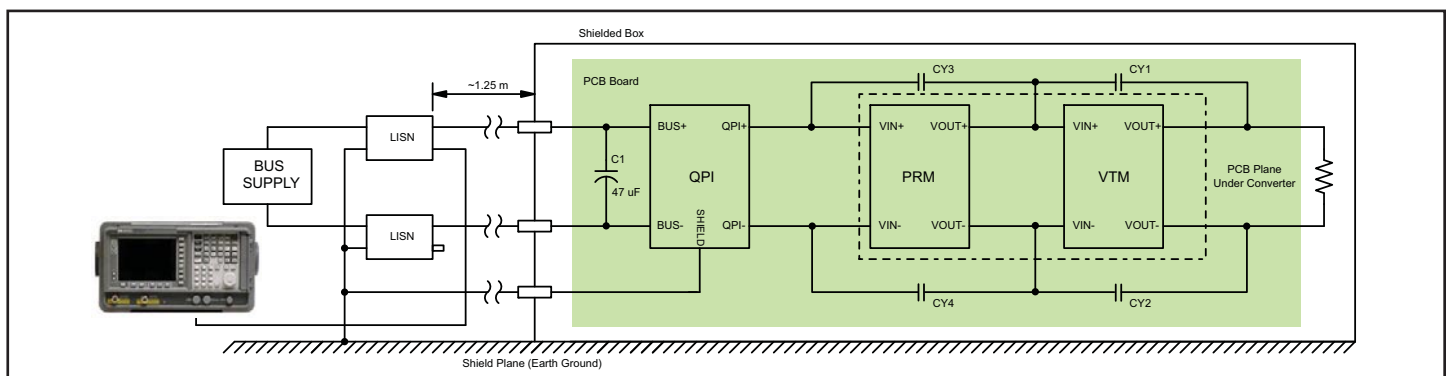 Shielded Box
~1.25 m
PCB Board
CY3
CY1
LISN
BUS+
QPI+
VIN+
VOUT+
VIN+
VOUT+
BUS
SUPPLY
C1
47 uF
QPI
PRM
VTM
PCB Plane
Under Converter
LISN
BUS-
SHIELD
QPI-
VIN-
VOUT-
VIN-
VOUT-
CY4
CY2
Shield Plane (Earth Ground)